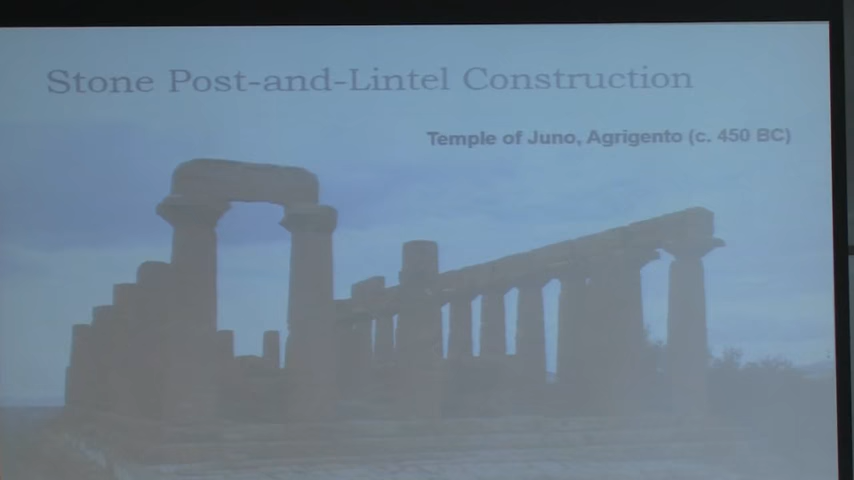 Stone Post-and-Lintel Construction
Temple of Juno, Agrigento (c. 450 BC)